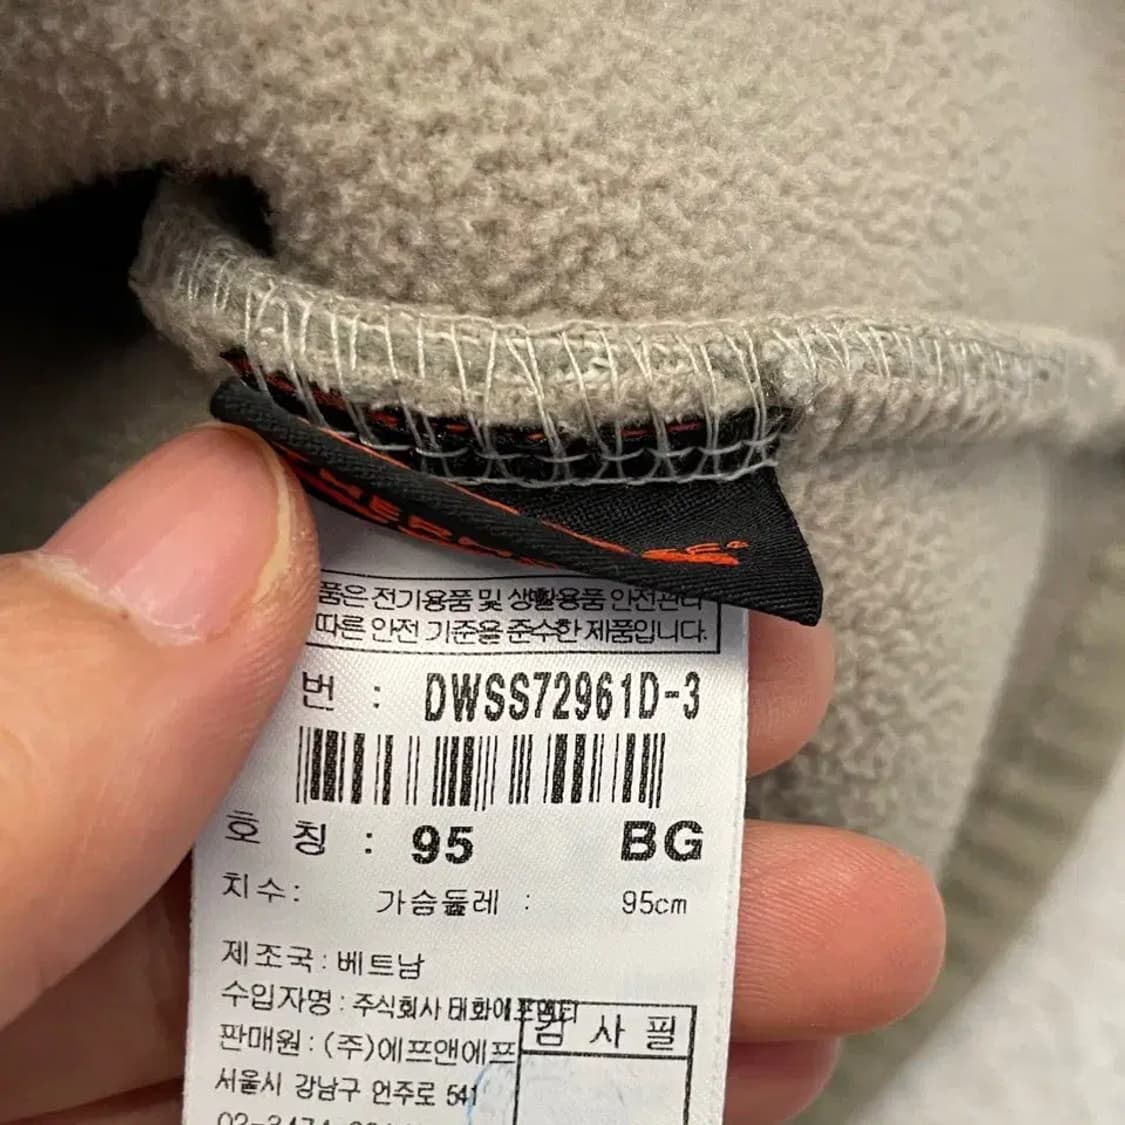 품은 전기용품 및 생활용품 안전관리
따른 안전 기준을 준수한 제품입니다.
번 : DWSS72961D-3
호 칭 : 95 BG
치수: 가슴둘레 : 95cm
제조국 : 베트남
수입자명 : 주식회사 태화에프앤티
감 사 필
판매원 : (주)에프앤에프
서울시 강남구 언주로 541